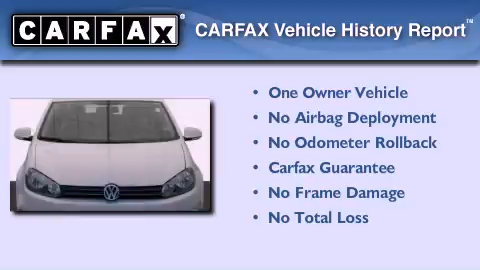 CARFAX® CARFAX Vehicle History Report™
• One Owner Vehicle
• No Airbag Deployment
• No Odometer Rollback
• Carfax Guarantee
• No Frame Damage
• No Total Loss